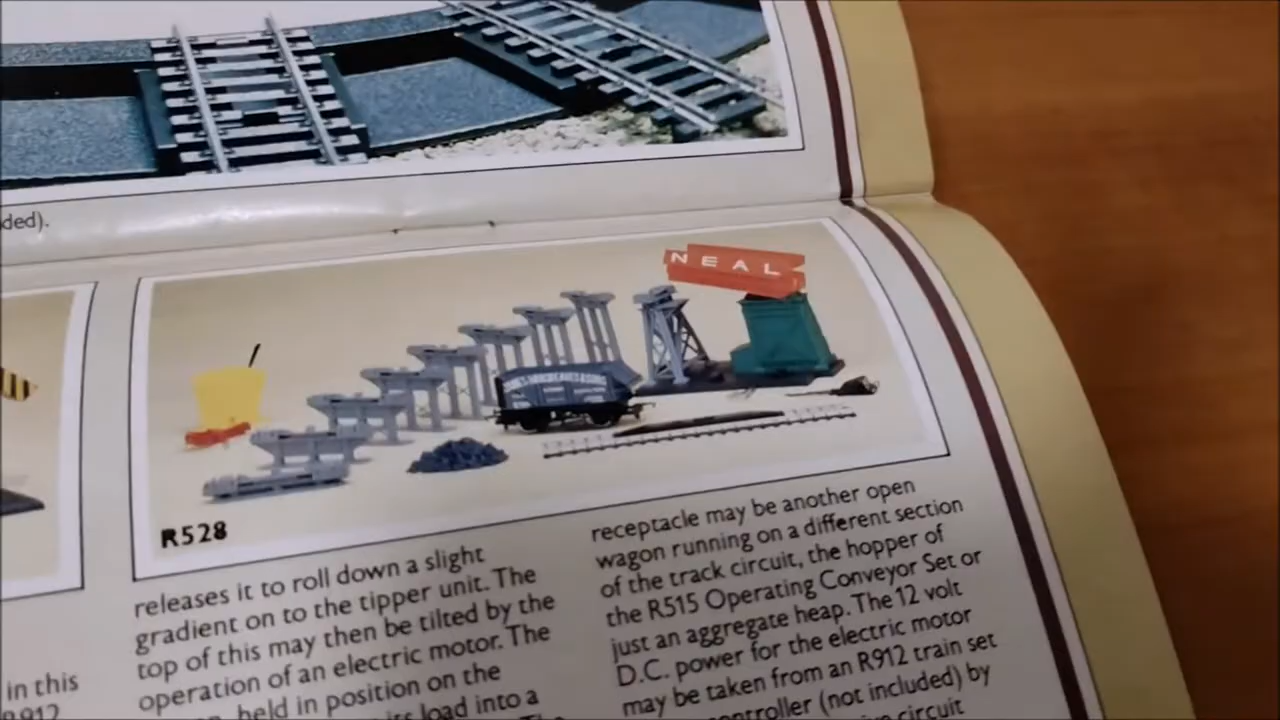 ded).
NEAL
R528
in this
R.912
releases it to roll down a slight
gradient on to the tipper unit. The
top of this may then be tilted by the
operation of an electric motor. The
held in position on the
its load into a
The
receptacle may be another open
wagon running on a different section
of the track circuit, the hopper of
the R515 Operating Conveyor Set or
just an aggregate heap. The 12 volt
D.C. power for the electric motor
may be taken from an R912 train set
controller (not included) by
circuit